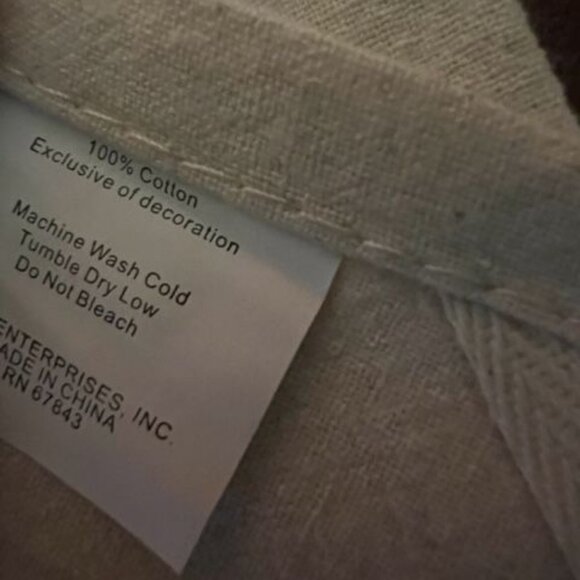 100% Cotton
Exclusive of decoration
Machine Wash Cold
Tumble Dry Low
Do Not Bleach
ENTERPRISES, INC.
ADE IN CHINA
RN 67843